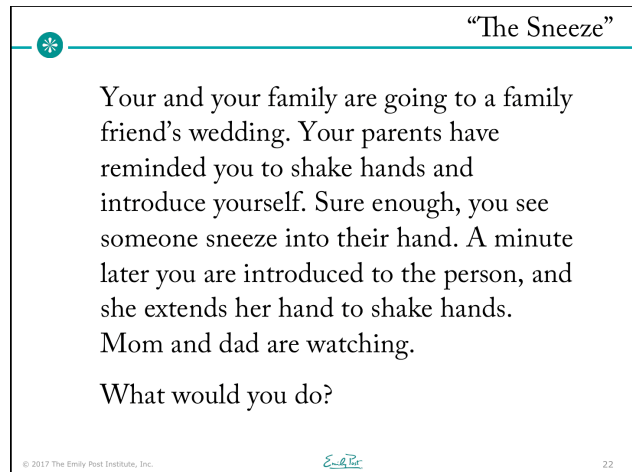 “The Sneeze”
Your and your family are going to a family
friend’s wedding. Your parents have
reminded you to shake hands and
introduce yourself. Sure enough, you see
someone sneeze into their hand. A minute
later you are introduced to the person, and
she extends her hand to shake hands.
Mom and dad are watching.
What would you do?
© 2017 The Emily Post Institute, Inc.
Emily Post
22